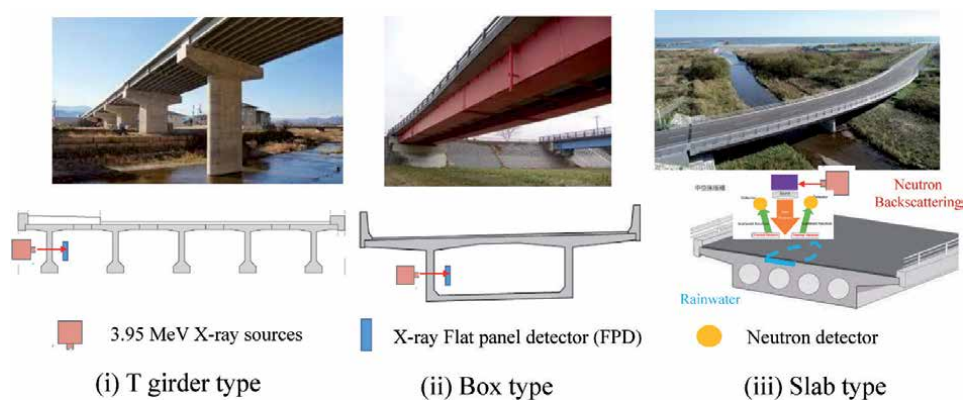 Neutron
Backscattering
Rainwater
3.95 MeV X-ray sources
X-ray Flat panel detector (FPD)
Neutron detector
(i) T girder type
(ii) Box type
(iii) Slab type